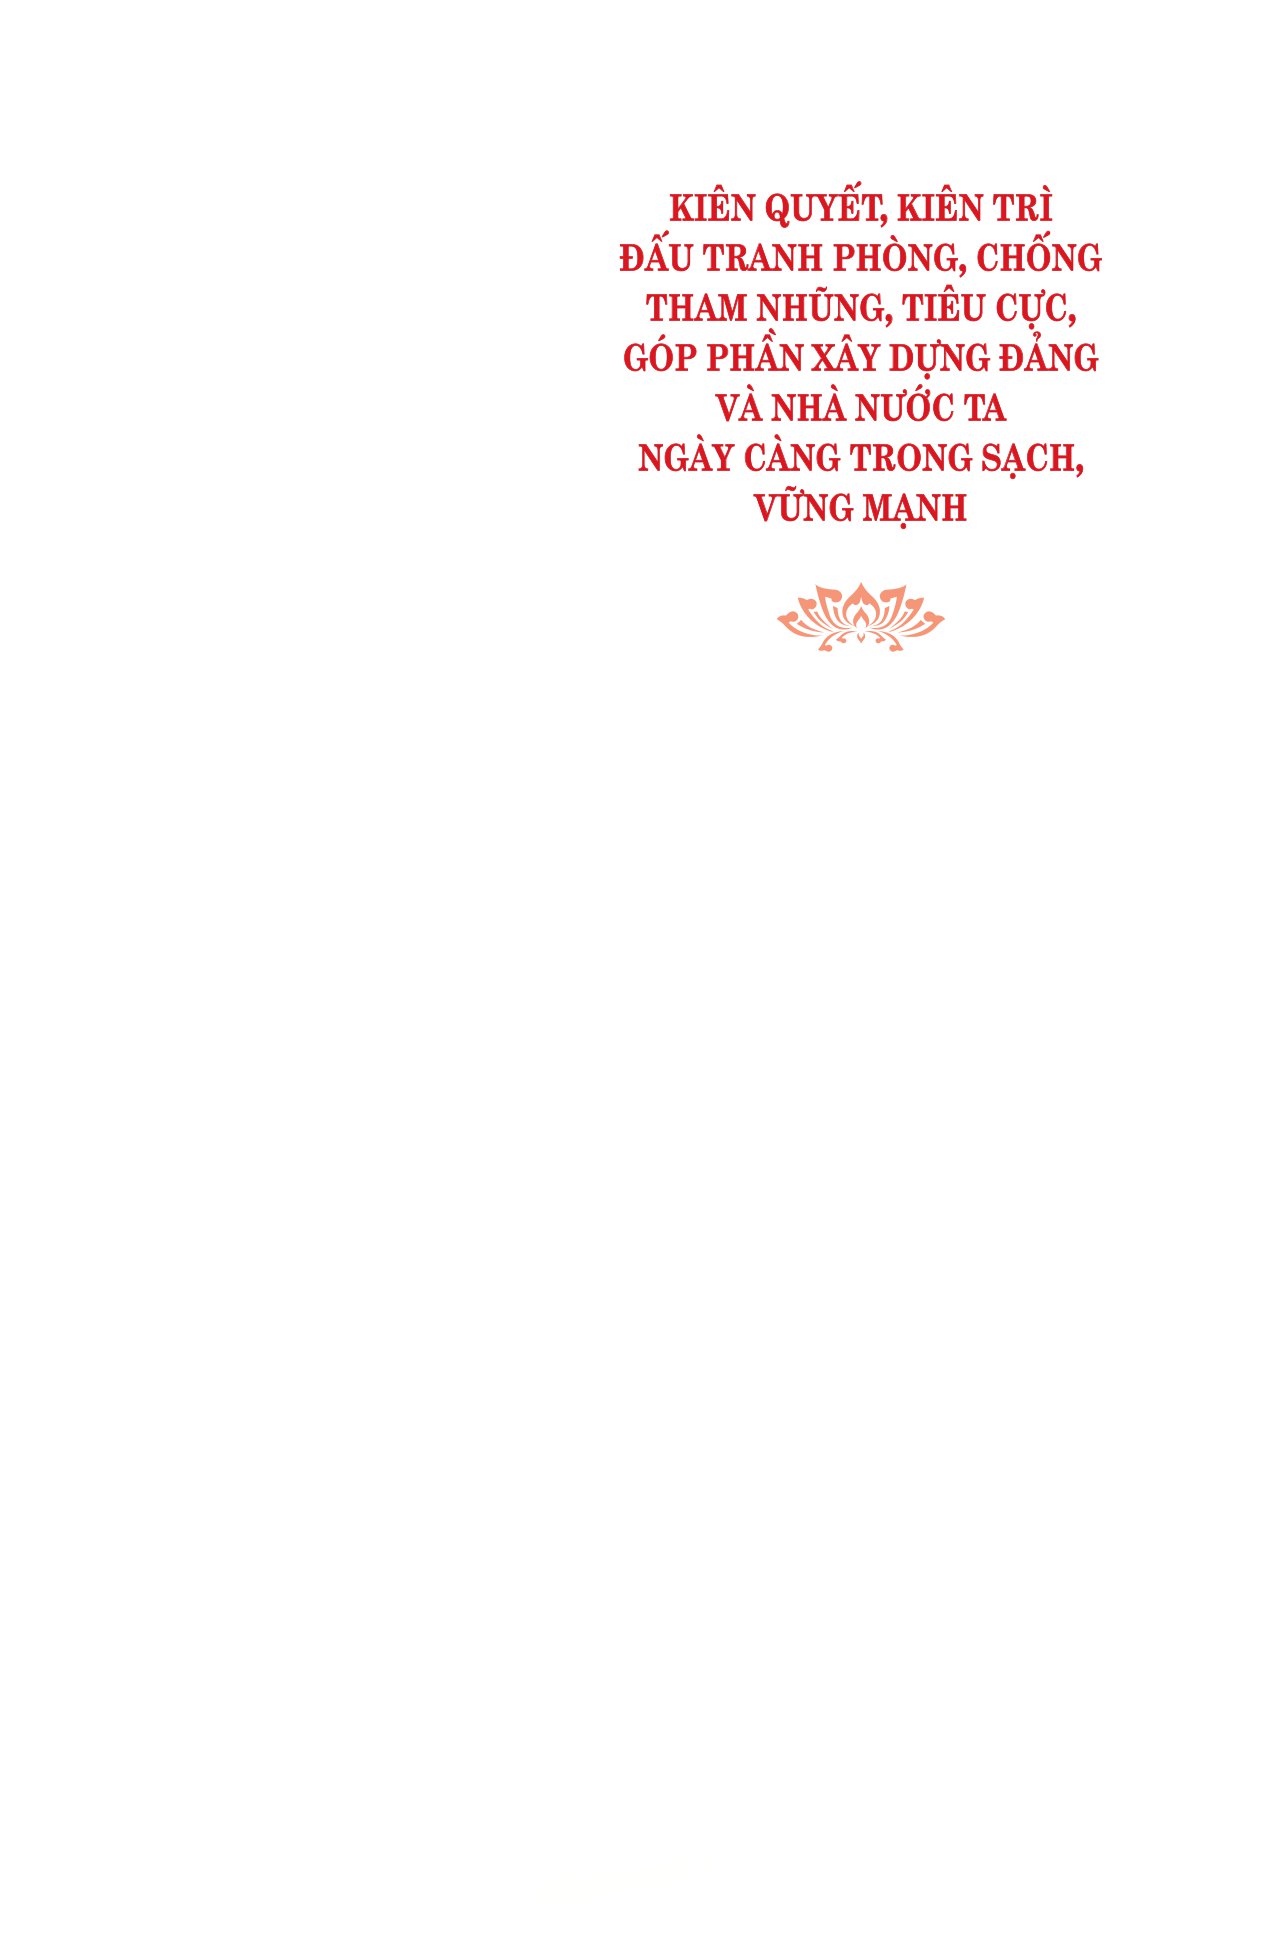 KIÊN QUYẾT, KIÊN TRÌ
ĐẤU TRANH PHÒNG, CHỐNG
THAM NHŨNG, TIÊU CỰC,
GÓP PHẦN XÂY DỰNG ĐẢNG
VÀ NHÀ NƯỚC TA
NGÀY CÀNG TRONG SẠCH,
VỮNG MẠNH